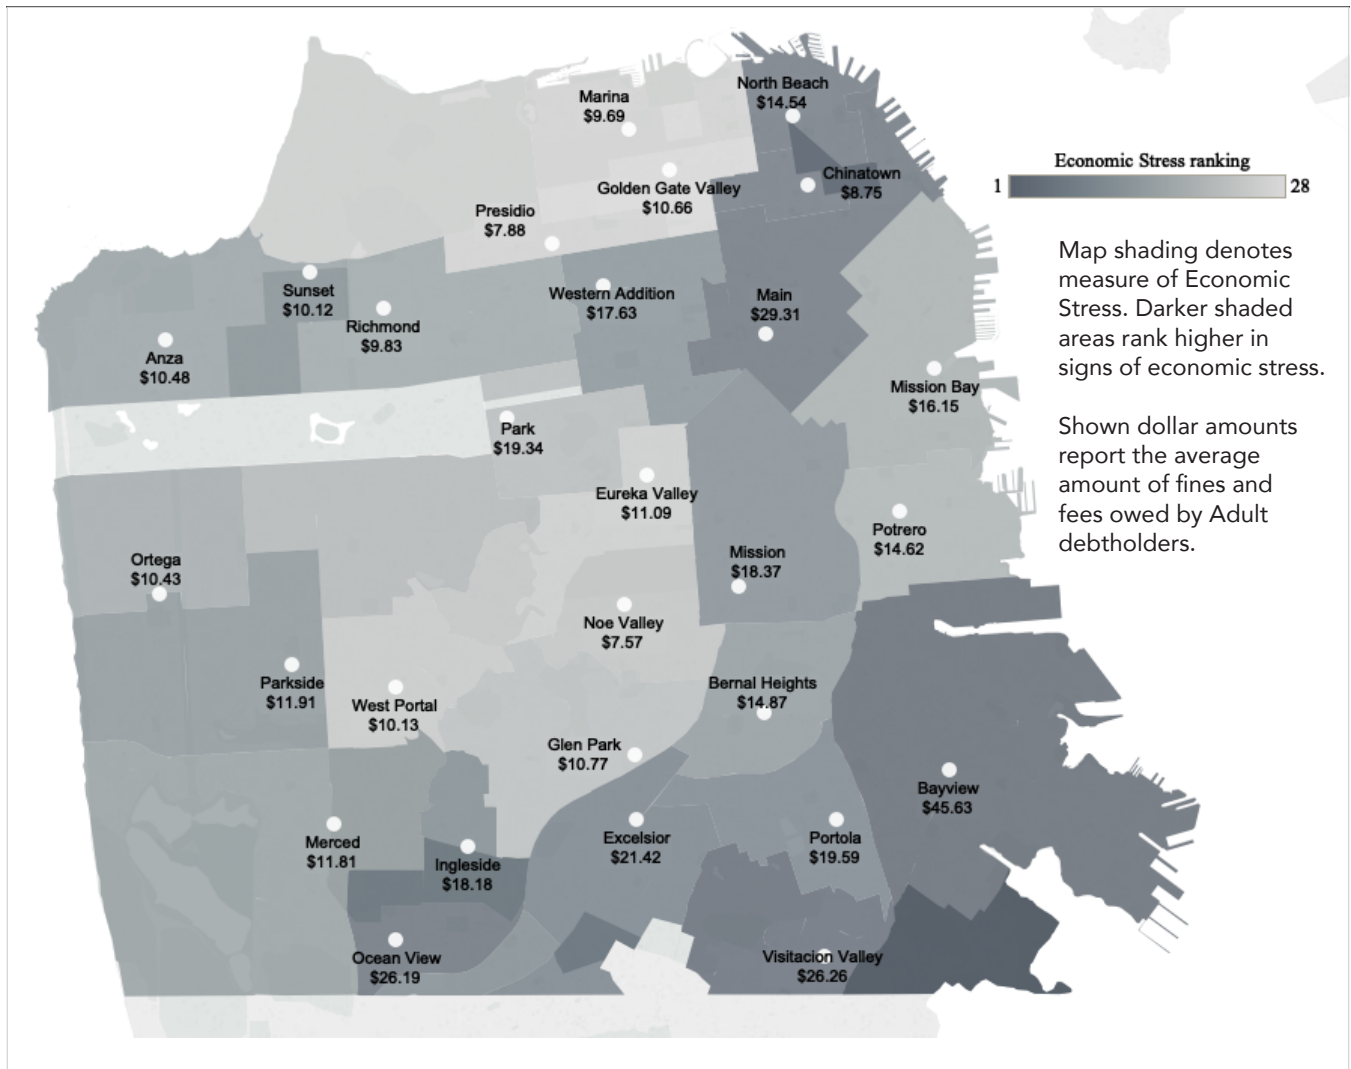 Marina
$9.69
North Beach
$14.54
Economic Stress ranking
1
28
Chinatown
$8.75
Golden Gate Valley
$10.66
Presidio
$7.88
Map shading denotes
measure of Economic
Stress. Darker shaded
areas rank higher in
signs of economic stress.
Sunset
$10.12
Western Addition
$17.63
Main
$29.31
Richmond
$9.83
Anza
$10.48
Mission Bay
$16.15
Park
$19.34
Shown dollar amounts
report the average
amount of fines and
fees owed by Adult
debtholders.
Eureka Valley
$11.09
Potrero
$14.62
Ortega
$10.43
Mission
$18.37
Noe Valley
$7.57
Parkside
$11.91
West Portal
$10.13
Bernal Heights
$14.87
Glen Park
$10.77
Bayview
$45.63
Merced
$11.81
Excelsior
$21.42
Portola
$19.59
Ingleside
$18.18
Ocean View
$26.19
Visitacion Valley
$26.26